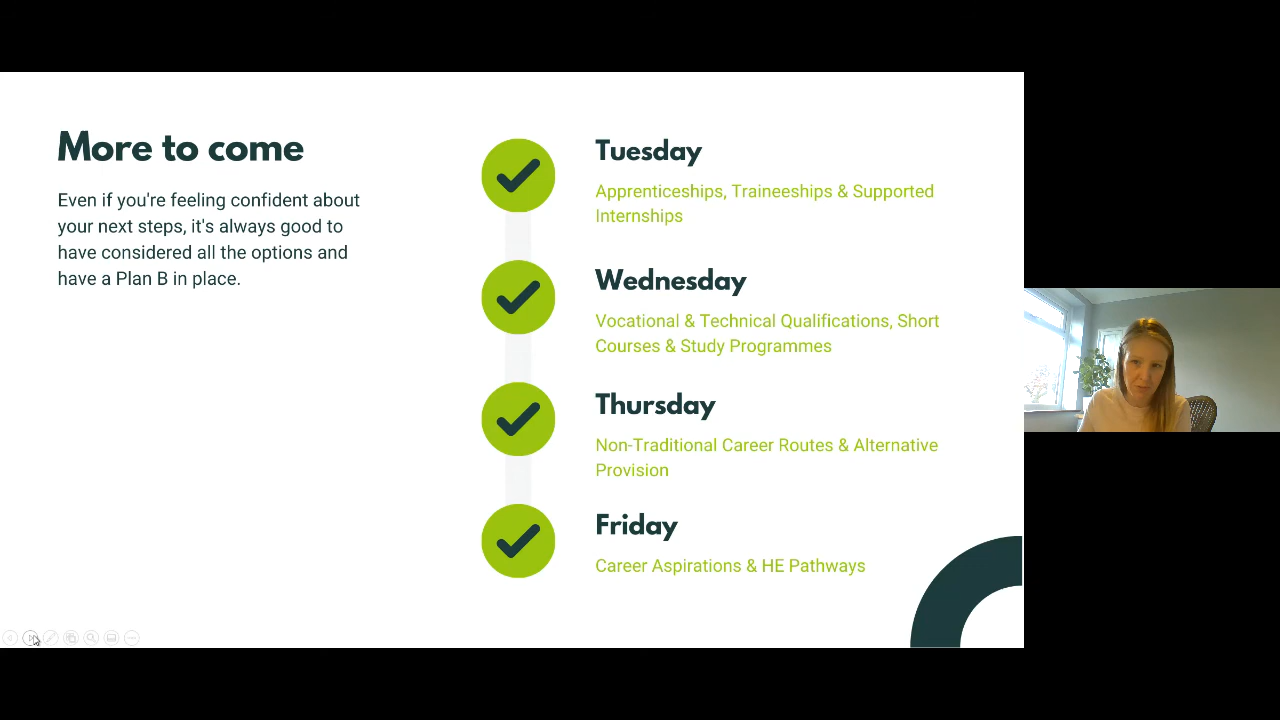 More to come
Even if you're feeling confident about
your next steps, it's always good to
have considered all the options and
have a Plan B in place.
Tuesday
Apprenticeships, Traineeships & Supported
Internships
Wednesday
Vocational & Technical Qualifications, Short
Courses & Study Programmes
Thursday
Non-Traditional Career Routes & Alternative
Provision
Friday
Career Aspirations & HE Pathways